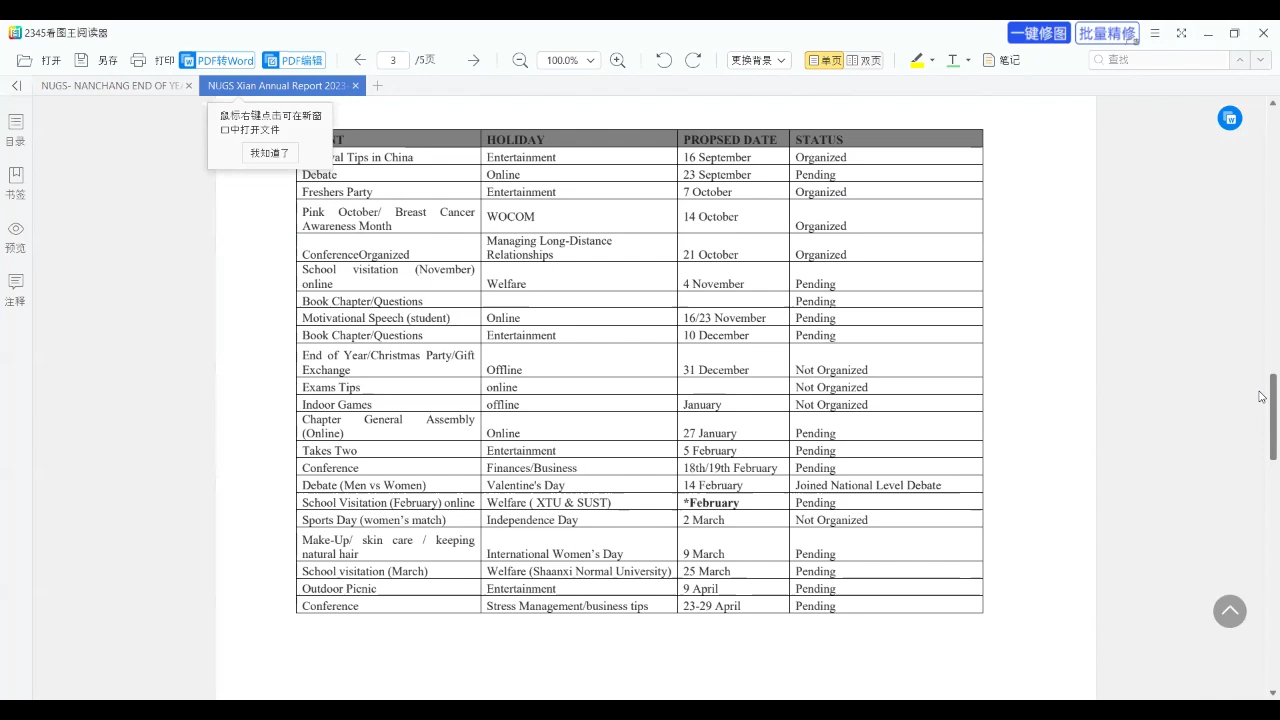 2345看图王阅读器
一键修图 批量精修
打开 另存 打印 PDF转Word PDF编辑 2 /5页 100.0% 更换背景 单页 双页 T 笔记 查找
NUGS- NANCHANG END OF YE NUGS Xian Annual Report 2023-
鼠标右键点击可在新窗
口中打开文件
我知道了
目录
书签
预览
注释
NT HOLIDAY PROPSED DATE STATUS
val Tips in China Entertainment 16 September Organized
Debate Online 23 September Pending
Freshers Party Entertainment 7 October Organized
Pink October/ Breast Cancer
Awareness Month WOCOM 14 October Organized
ConferenceOrganized Managing Long-Distance
Relationships 21 October Organized
School visitation (November)
online Welfare 4 November Pending
Book Chapter/Questions Pending
Motivational Speech (student) Online 16/23 November Pending
Book Chapter/Questions Entertainment 10 December Pending
End of Year/Christmas Party/Gift
Exchange Offline 31 December Not Organized
Exams Tips online Not Organized
Indoor Games offline January Not Organized
Chapter General Assembly
(Online) Online 27 January Pending
Takes Two Entertainment 5 February Pending
Conference Finances/Business 18th/19th February Pending
Debate (Men vs Women) Valentine's Day 14 February Joined National Level Debate
School Visitation (February) online Welfare ( XTU & SUST) *February Pending
Sports Day (women’s match) Independence Day 2 March Not Organized
Make-Up/ skin care / keeping
natural hair International Women’s Day 9 March Pending
School visitation (March) Welfare (Shaanxi Normal University) 25 March Pending
Outdoor Picnic Entertainment 9 April Pending
Conference Stress Management/business tips 23-29 April Pending